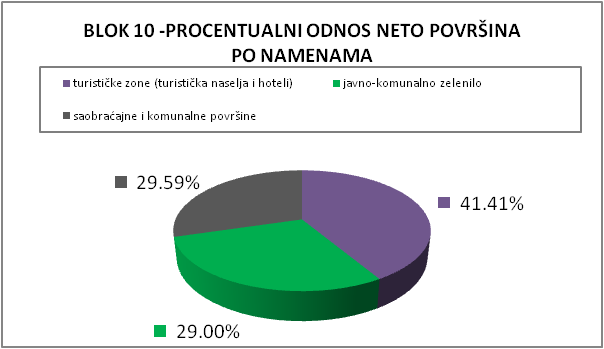 BLOK 10 -PROCENTUALNI ODNOS NETO POVRŠINA
PO NAMENAMA
turističke zone (turistička naselja i hoteli)
javno-komunalno zelenilo
saobraćajne i komunalne površine
29.59%
41.41%
29.00%